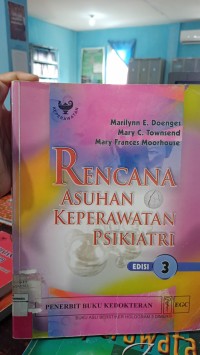 Marilynn E. Doenges
Mary C. Townsend
Mary Frances Moorhouse
RENCANA
ASUHAN
KEPERAWATAN
PSIKIATRI
EDISI 3
PENERBIT BUKU KEDOKTERAN EGC